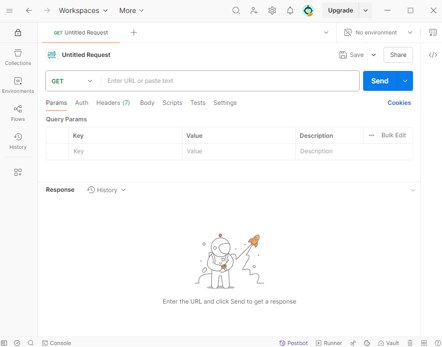 Workspaces More Upgrade
GET Untitled Request No environment
Untitled Request Save Share
GET Enter URL or paste text Send
Params Auth Headers (7) Body Scripts Tests Settings Cookies
Collections
Environments
Flows
History
Query Params
Key Value Description Bulk Edit
Key Value Description
Response History
Enter the URL and click Send to get a response
Console Postbot Runner Vault